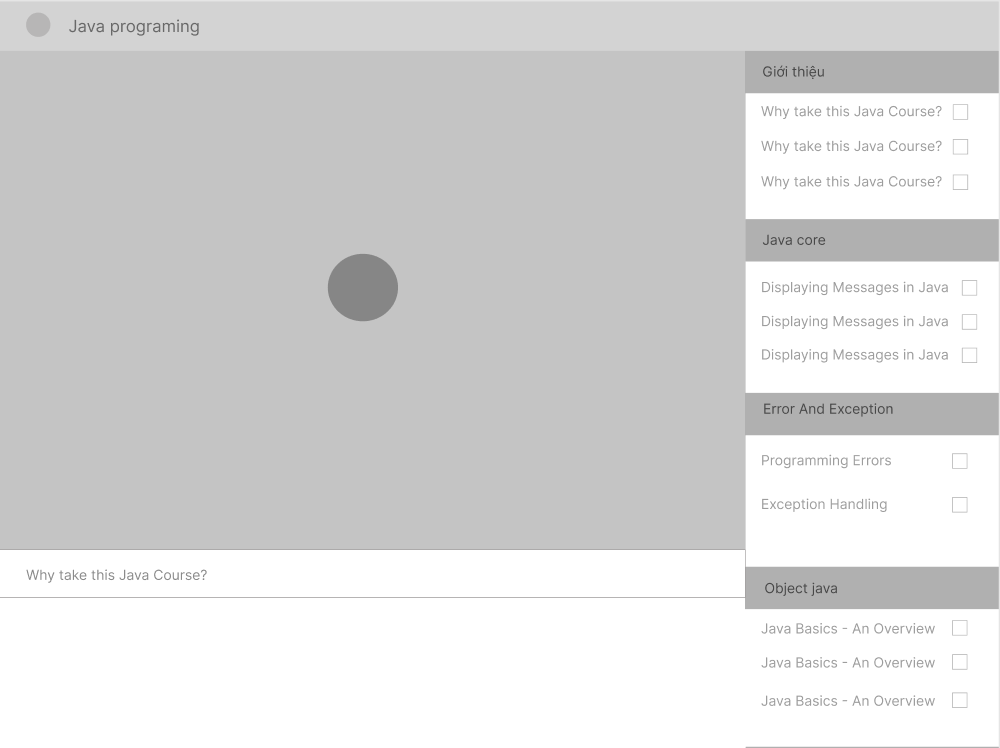 Java programing
Giới thiệu
Why take this Java Course?
Why take this Java Course?
Why take this Java Course?
Java core
Displaying Messages in Java
Displaying Messages in Java
Displaying Messages in Java
Error And Exception
Programming Errors
Exception Handling
Object java
Java Basics - An Overview
Java Basics - An Overview
Java Basics - An Overview
Why take this Java Course?